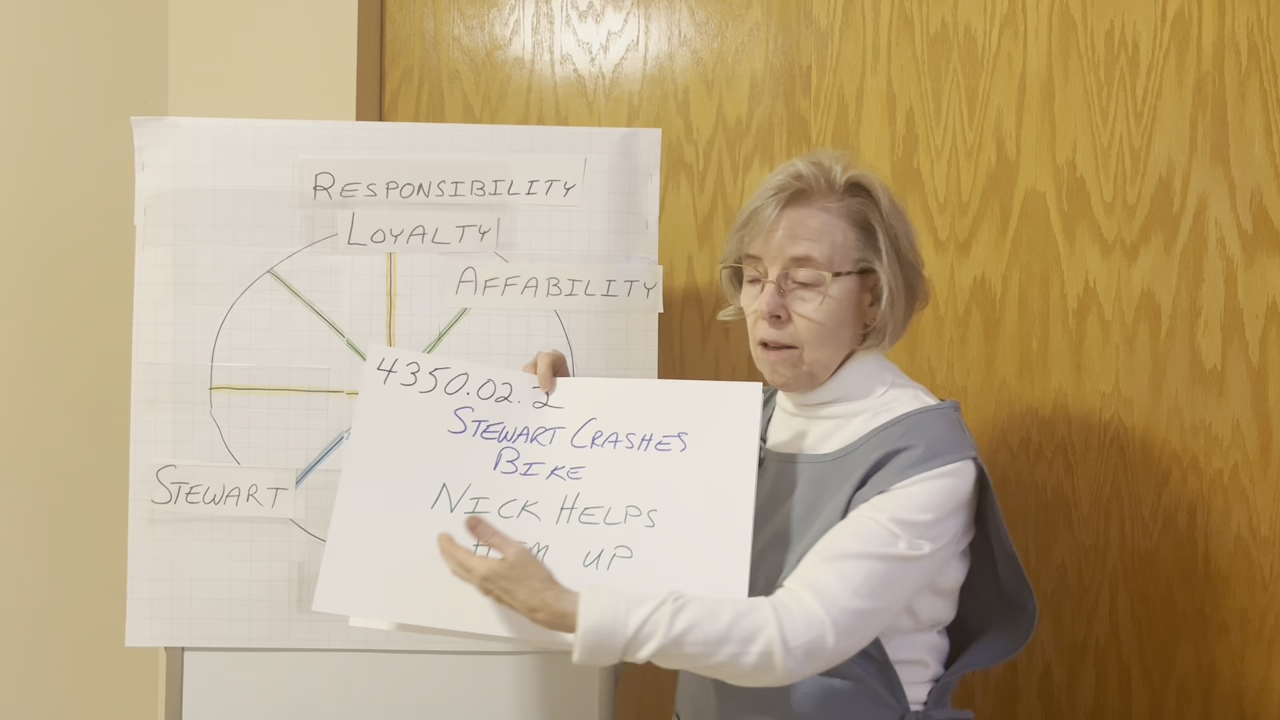 RESPONSIBILITY
LOYALTY
AFFABILITY
STEWART
4350.02.2
STEWART CRASHES
BIKE
NICK HELPS
UP